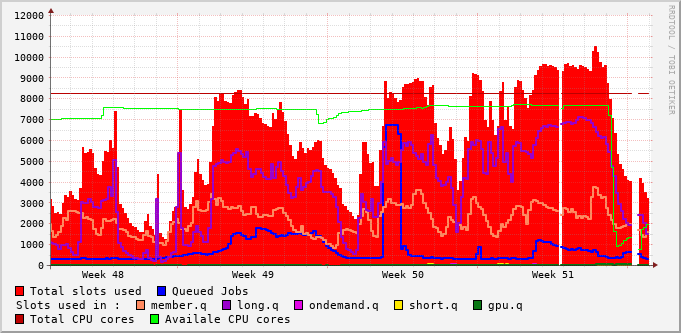 12000
11000
10000
9000
8000
7000
6000
5000
4000
3000
2000
1000
0
Week 48 Week 49 Week 50 Week 51
RRDTOOL / TOBI OETIKER
Total slots used Queued Jobs
Slots used in : member.q long.q ondemand.q short.q gpu.q
Total CPU cores Availale CPU cores